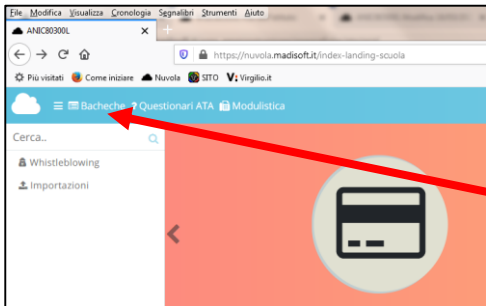 File Modifica Visualizza Cronologia Segnalibri Strumenti Aiuto
ANIC80300L
https://nuvola.madisoft.it/index-landing-scuola
Più visitati Come iniziare Nuvola SITO Virgilio.it
Bacheche ? Questionari ATA Modulistica
Cerca..
Whistleblowing
Importazioni